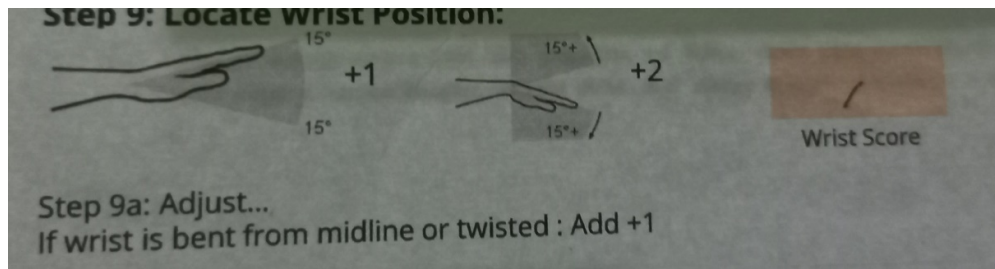 Step 9: Locate Wrist Position:
15°
+1
15°
15°+
+2
15°+
/
Wrist Score
Step 9a: Adjust...
If wrist is bent from midline or twisted : Add +1